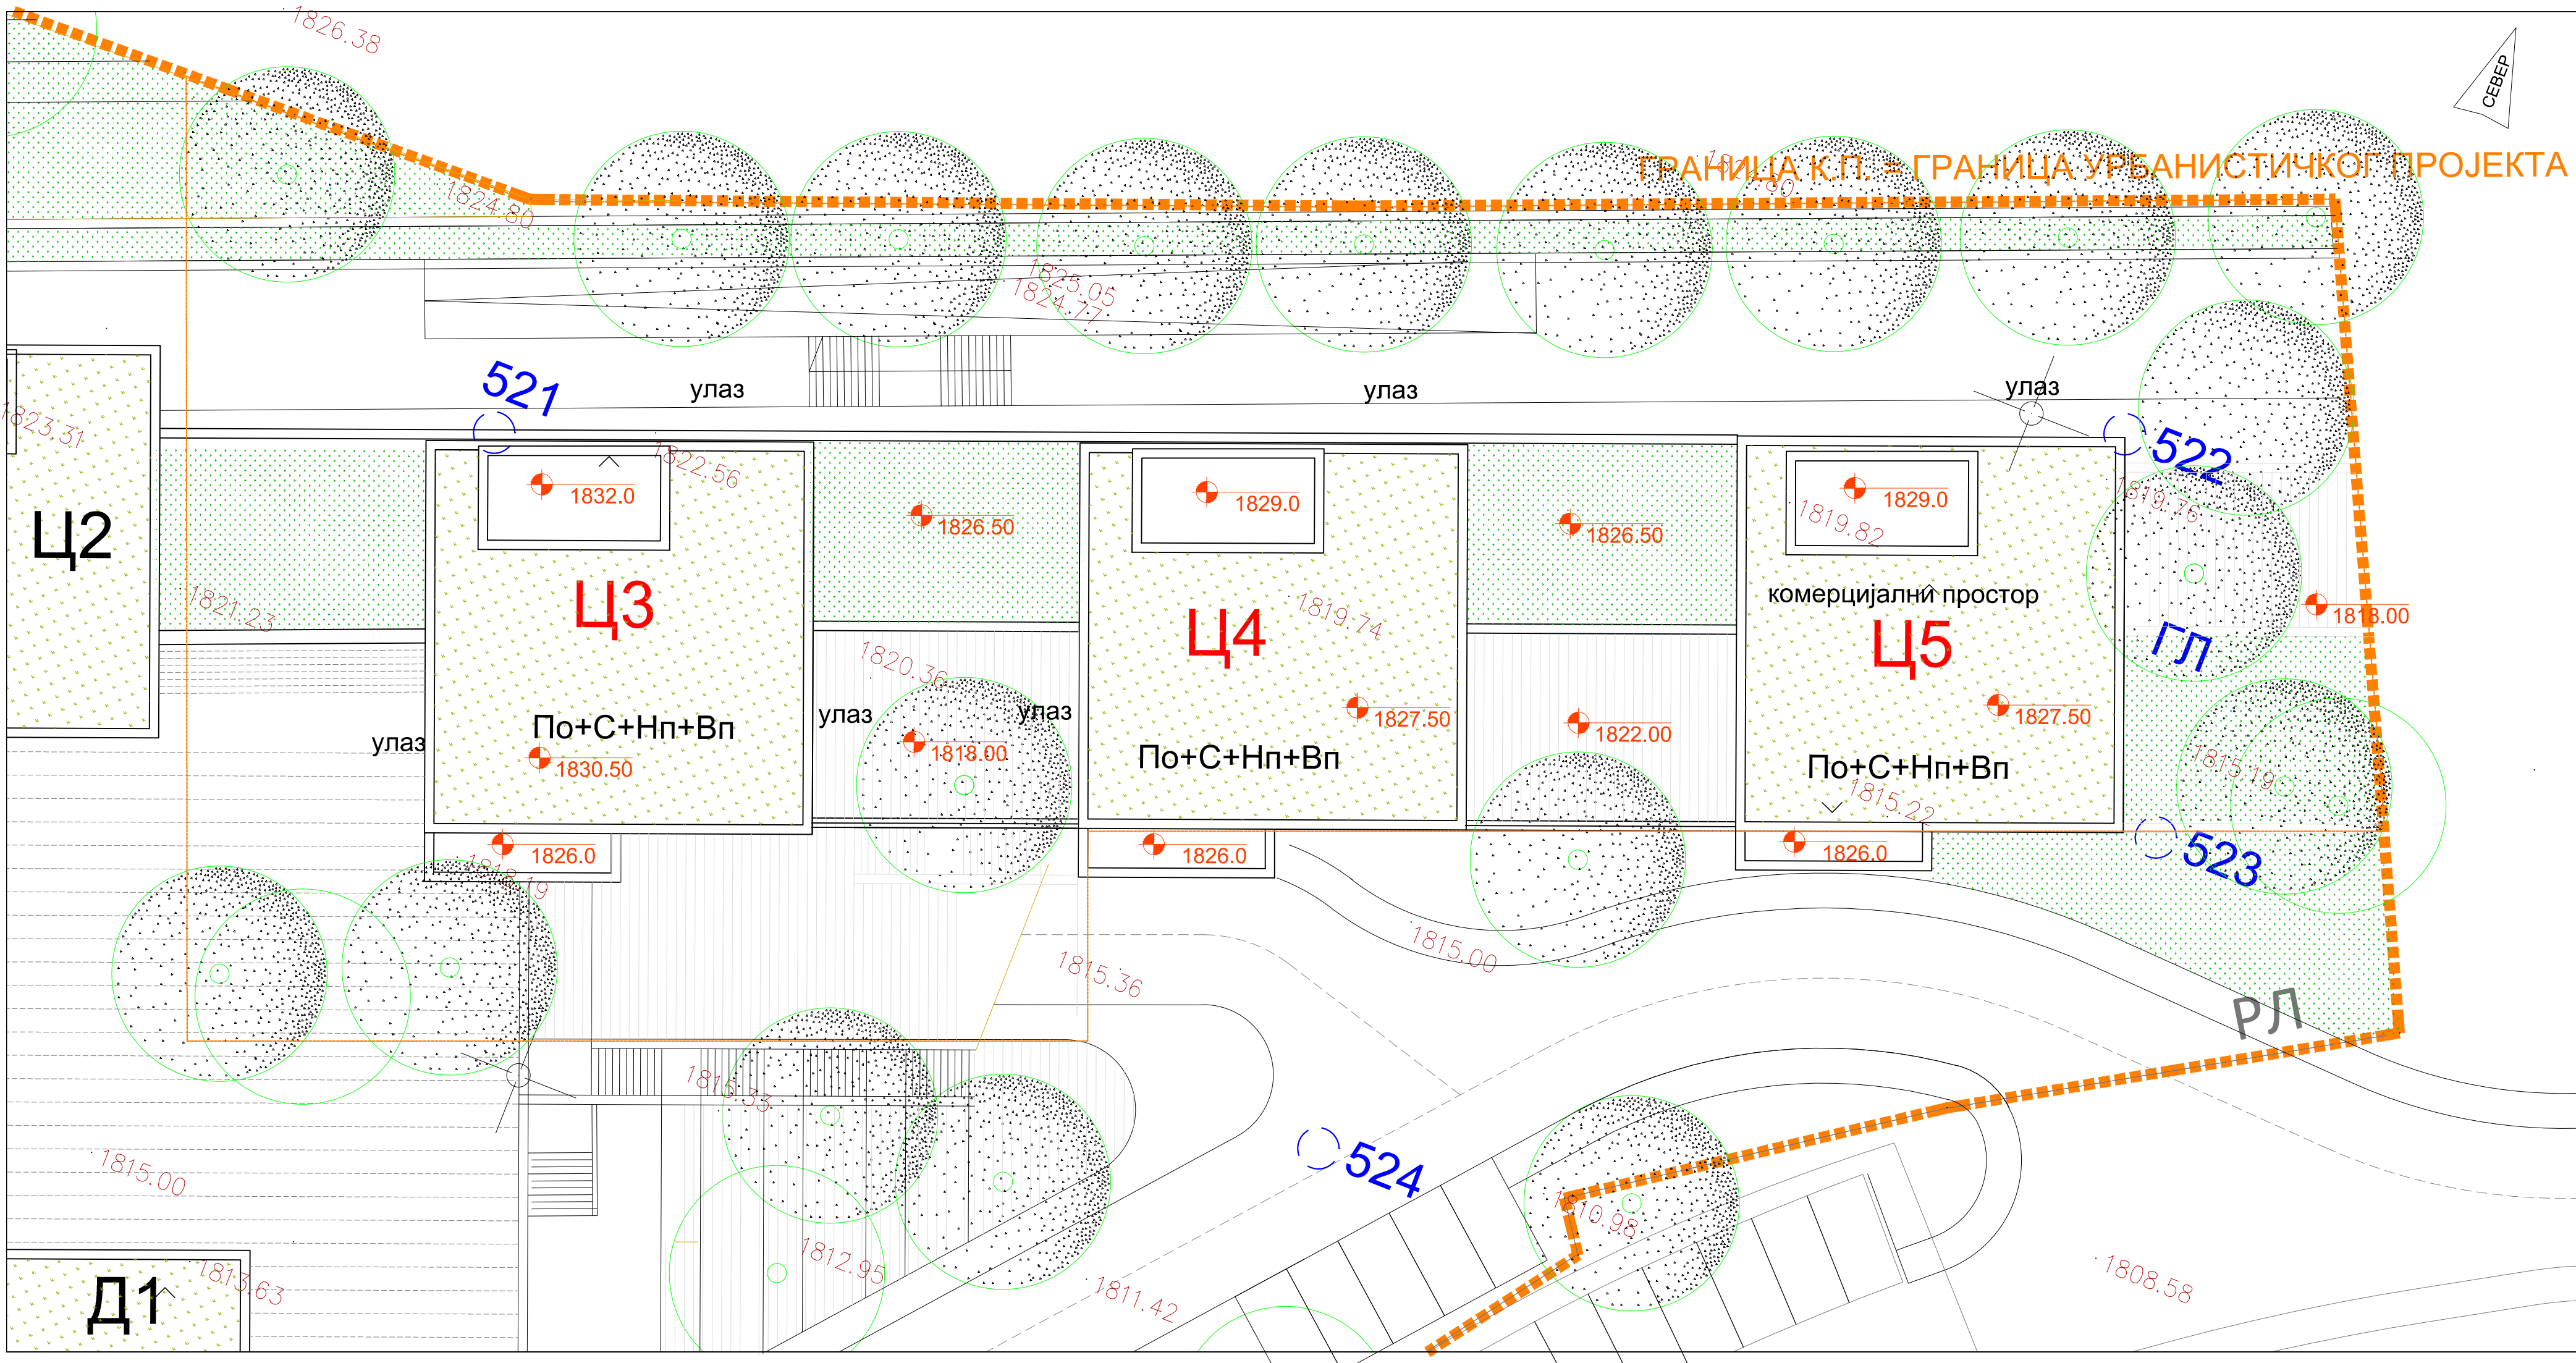 1826.38
СЕВЕР
ГРАНИЦА К.П. = ГРАНИЦА УРБАНИСТИЧКОГ ПРОЈЕКТА
1824.80
1825.05
1824.77
521
улаз
улаз
улаз
1823.31
522
1822.56
1832.0
1829.0
1829.0
1819.82
1819.76
1826.50
1826.50
Ц2
Ц3
Ц4
Ц5
комерцијални простор
1821.23
1819.74
1818.00
ГЛ
1820.36
улаз
улаз
улаз
По+С+Нп+Вп
1818.00
1827.50
1822.00
1827.50
1830.50
По+С+Нп+Вп
По+С+Нп+Вп
1815.19
1815.22
1826.0
1826.0
1826.0
523
1815.36
1815.00
РЛ
1815.33
1815.00
524
1810.98
1812.95
1811.42
1808.58
1813.63
Д1